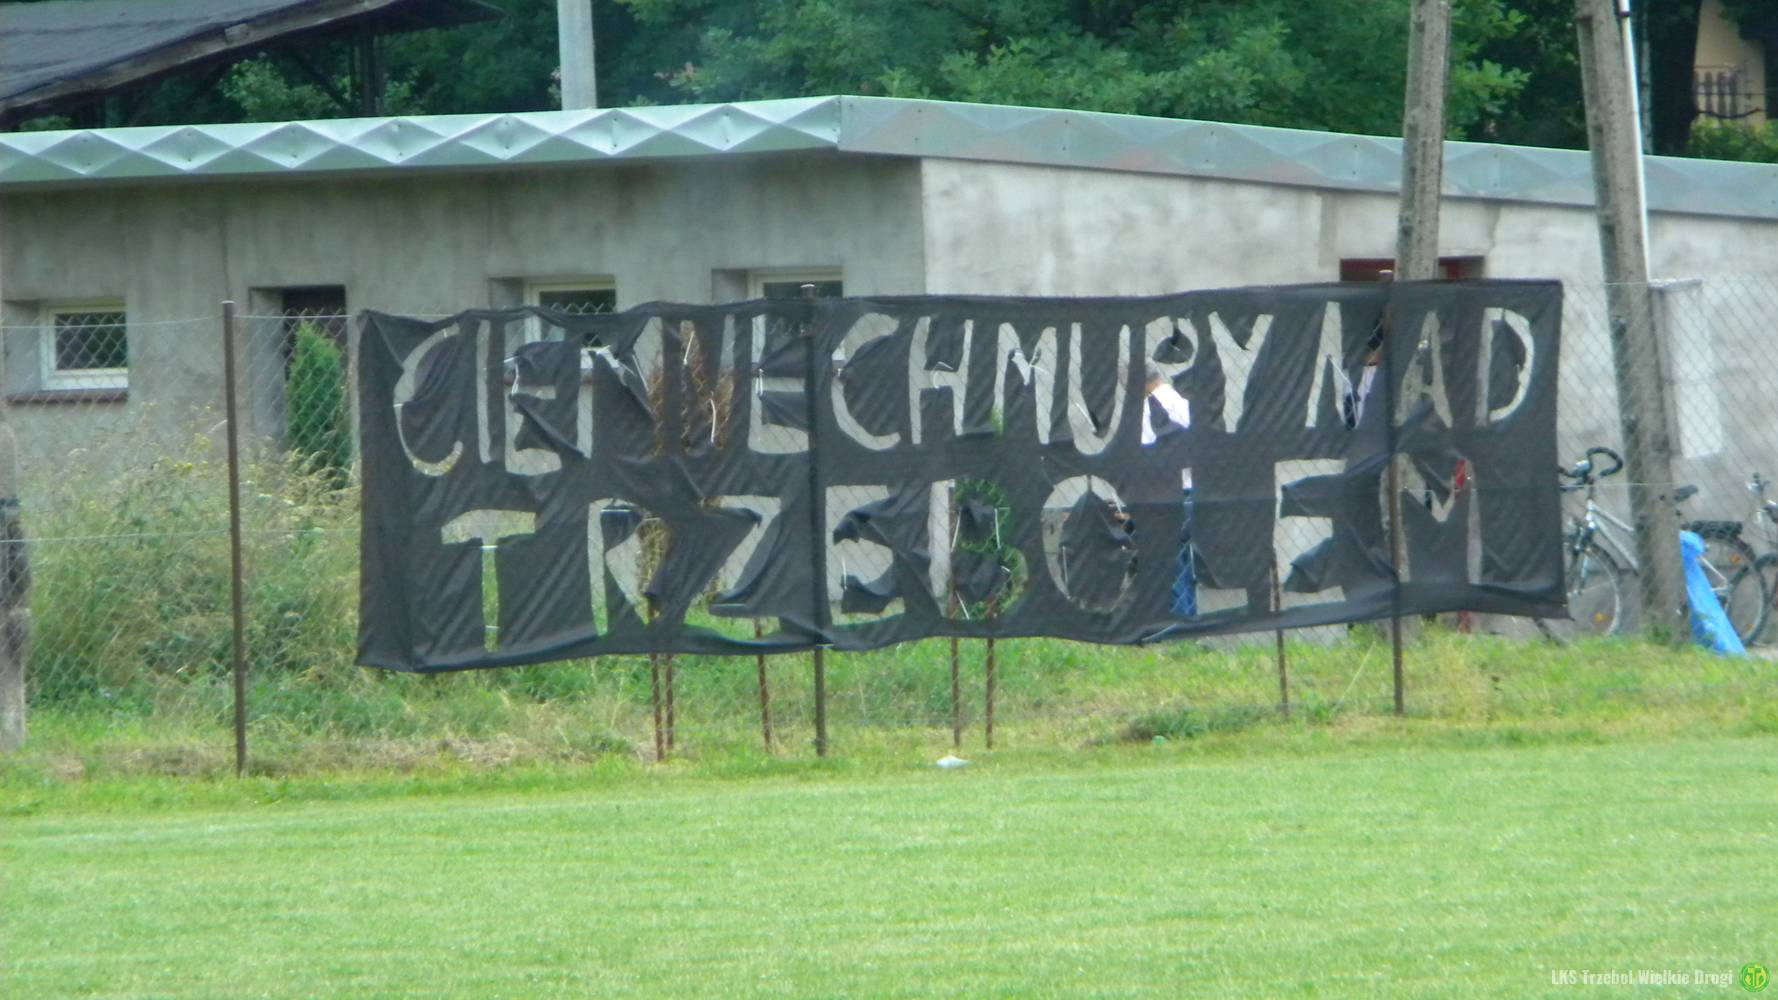 CIEMNE CHMURY NAD
TRZEBOLEM
LKS Trzebol Wielkie Drogi